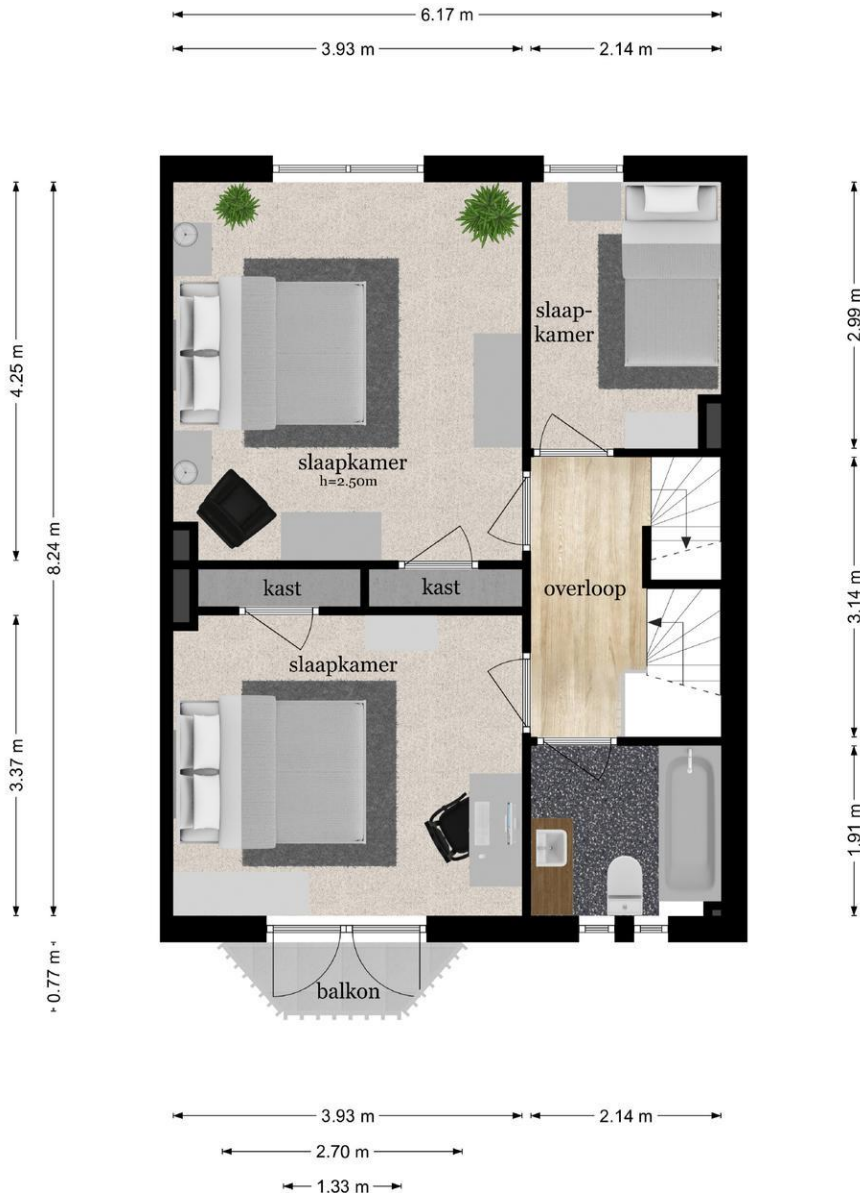 6.17 m
3.93 m
2.14 m
4.25 m
8.24 m
3.37 m
0.77 m
2.99 m
3.14 m
1.91 m
slaap-
kamer
slaapkamer
h=2.50m
kast
kast
overloop
slaapkamer
balkon
3.93 m
2.14 m
2.70 m
1.33 m